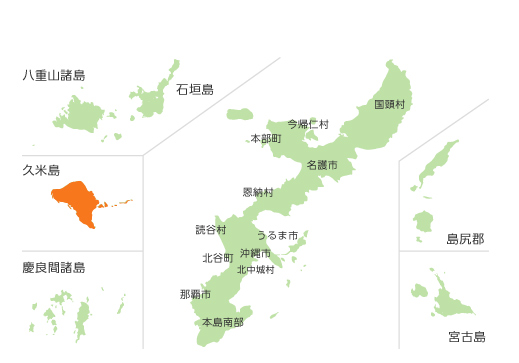 八重山諸島
石垣島
国頭村
今帰仁村
本部町
名護市
久米島
恩納村
読谷村
うるま市
島尻郡
沖縄市
北谷町
北中城村
慶良間諸島
那覇市
本島南部
宮古島